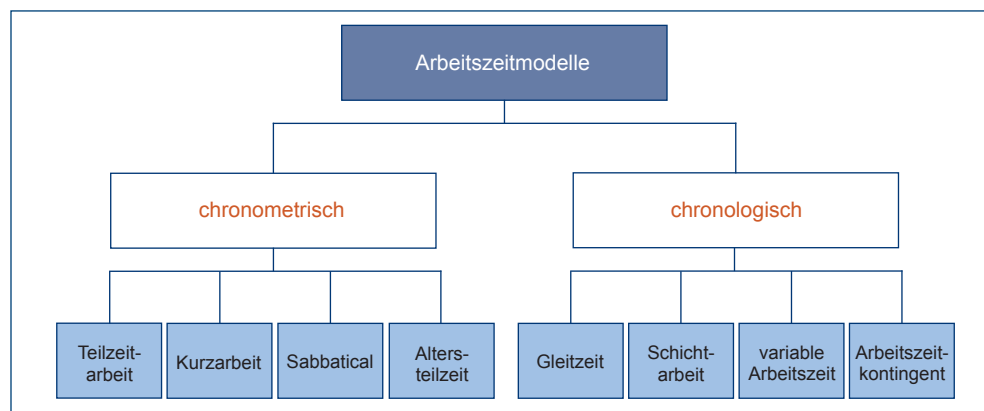 Arbeitszeitmodelle
chronometrisch
chronologisch
Teilzeit-
arbeit
Kurzarbeit
Sabbatical
Alters-
teilzeit
Gleitzeit
Schicht-
arbeit
variable
Arbeitszeit
Arbeitszeit-
kontingent